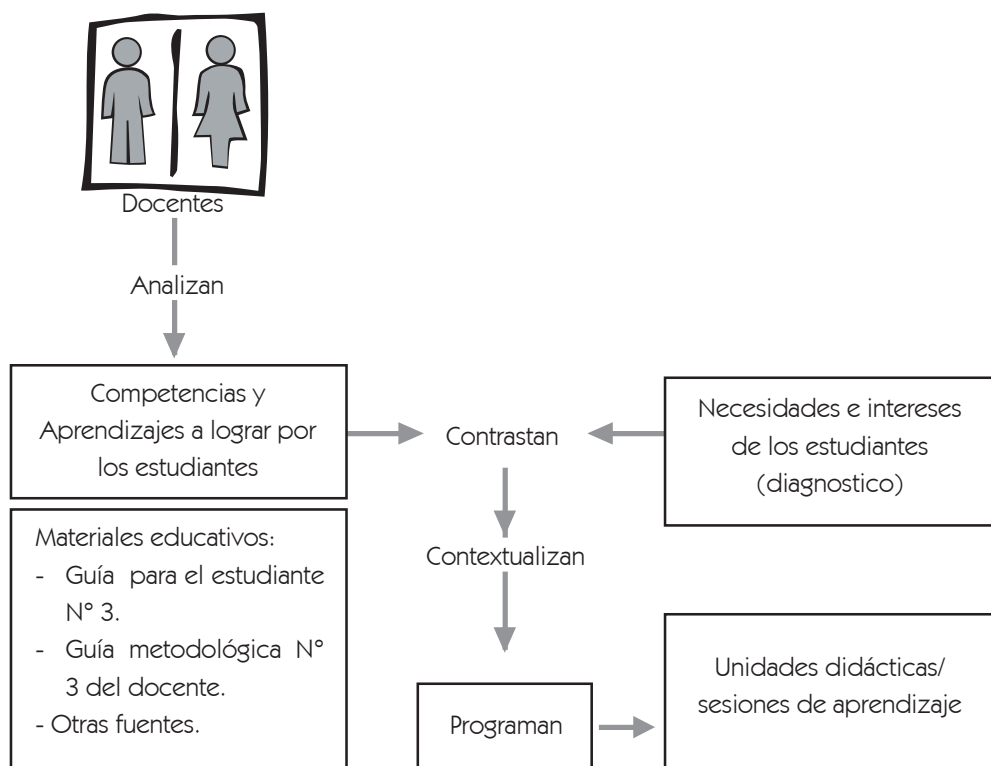 Docentes
Analizan
Competencias y
Aprendizajes a lograr por
los estudiantes
Contrastan
Necesidades e intereses
de los estudiantes
(diagnostico)
Materiales educativos:
- Guía para el estudiante
N° 3.
- Guía metodológica N°
3 del docente.
- Otras fuentes.
Contextualizan
Programan
Unidades didácticas/
sesiones de aprendizaje